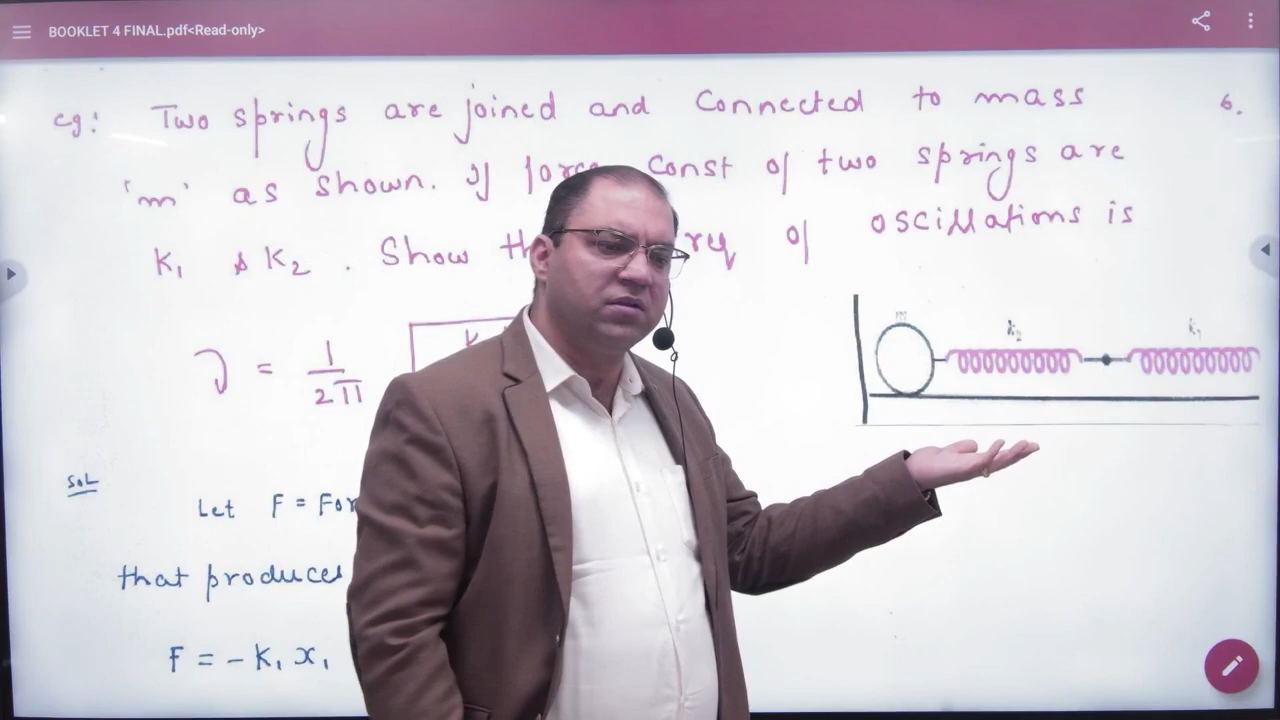 BOOKLET 4 FINAL.pdf<Read-only>
eg: Two springs are joined and Connected to mass 6.
'm' as shown. If force const of two springs are
K₁ & K₂ . Show freq of oscillations is
m k₂ k₁
ν = 1/2π
Sol
Let F = For
that produces
F = - K₁ x₁